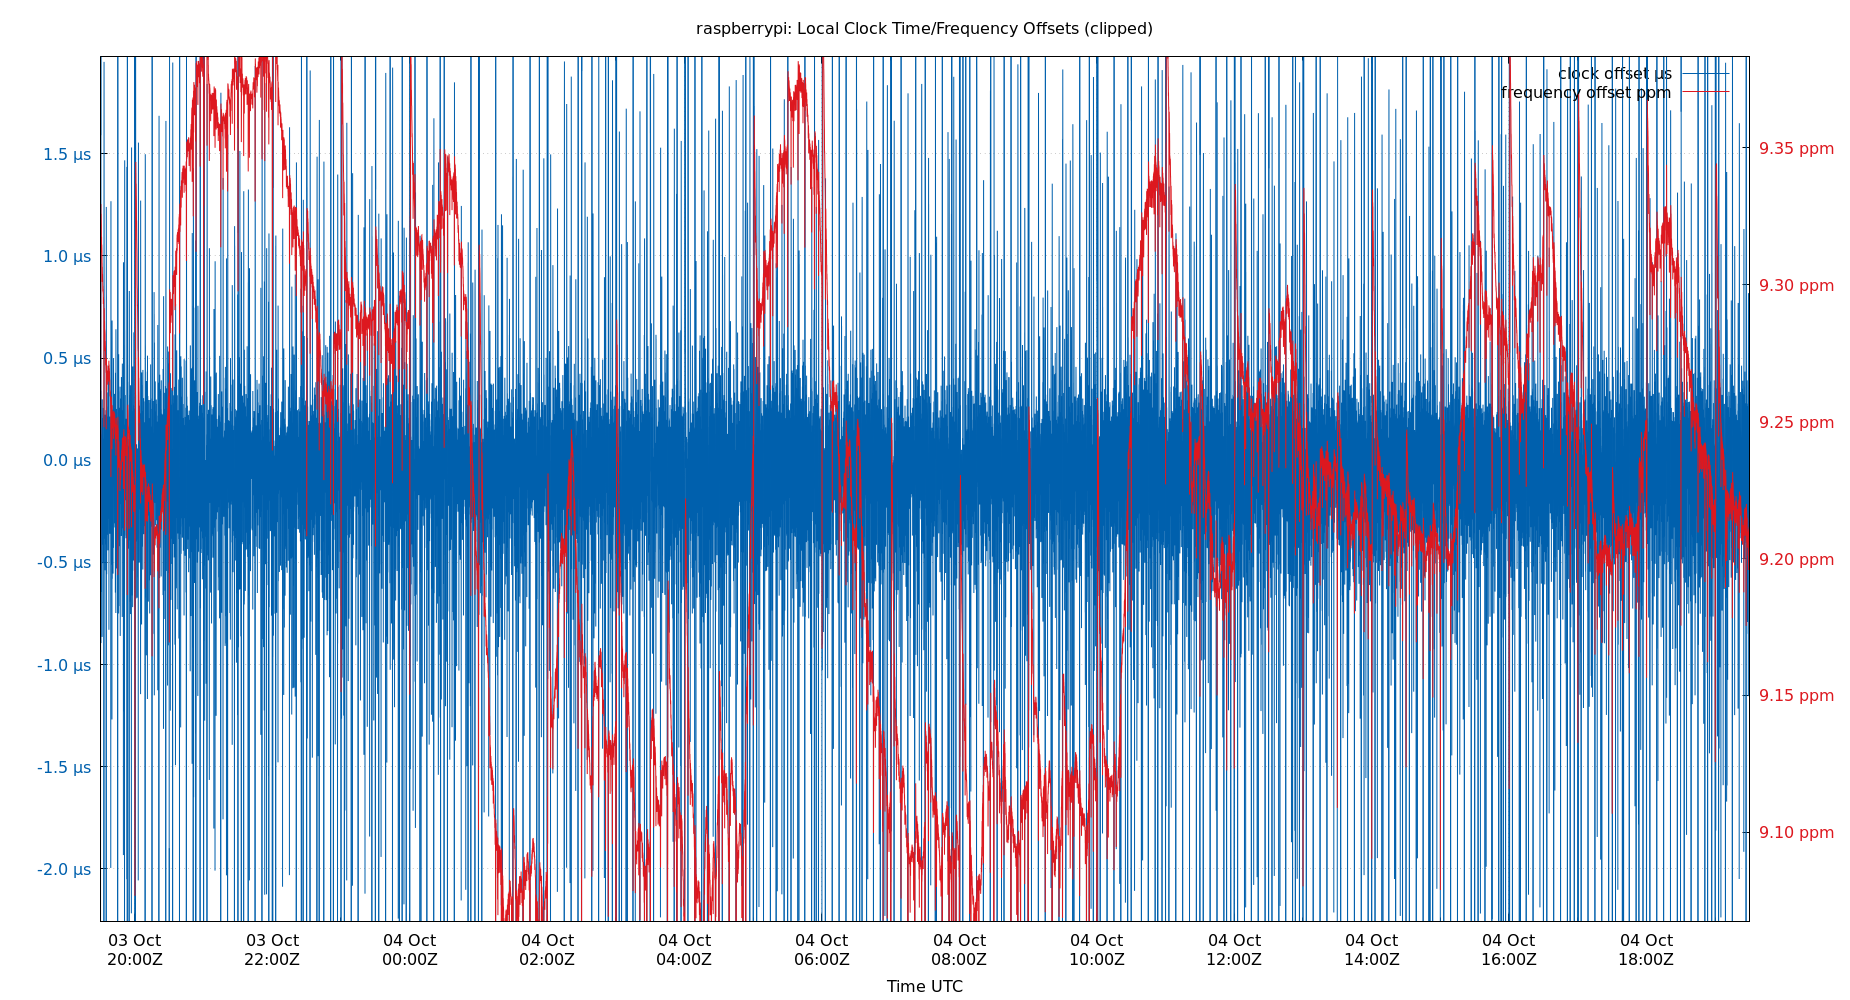 raspberrypi: Local Clock Time/Frequency Offsets (clipped)
clock offset µs
frequency offset ppm
1.5 µs
1.0 µs
0.5 µs
0.0 µs
-0.5 µs
-1.0 µs
-1.5 µs
-2.0 µs
9.35 ppm
9.30 ppm
9.25 ppm
9.20 ppm
9.15 ppm
9.10 ppm
03 Oct 03 Oct 04 Oct 04 Oct 04 Oct 04 Oct 04 Oct 04 Oct 04 Oct 04 Oct 04 Oct 04 Oct
20:00Z 22:00Z 00:00Z 02:00Z 04:00Z 06:00Z 08:00Z 10:00Z 12:00Z 14:00Z 16:00Z 18:00Z
Time UTC